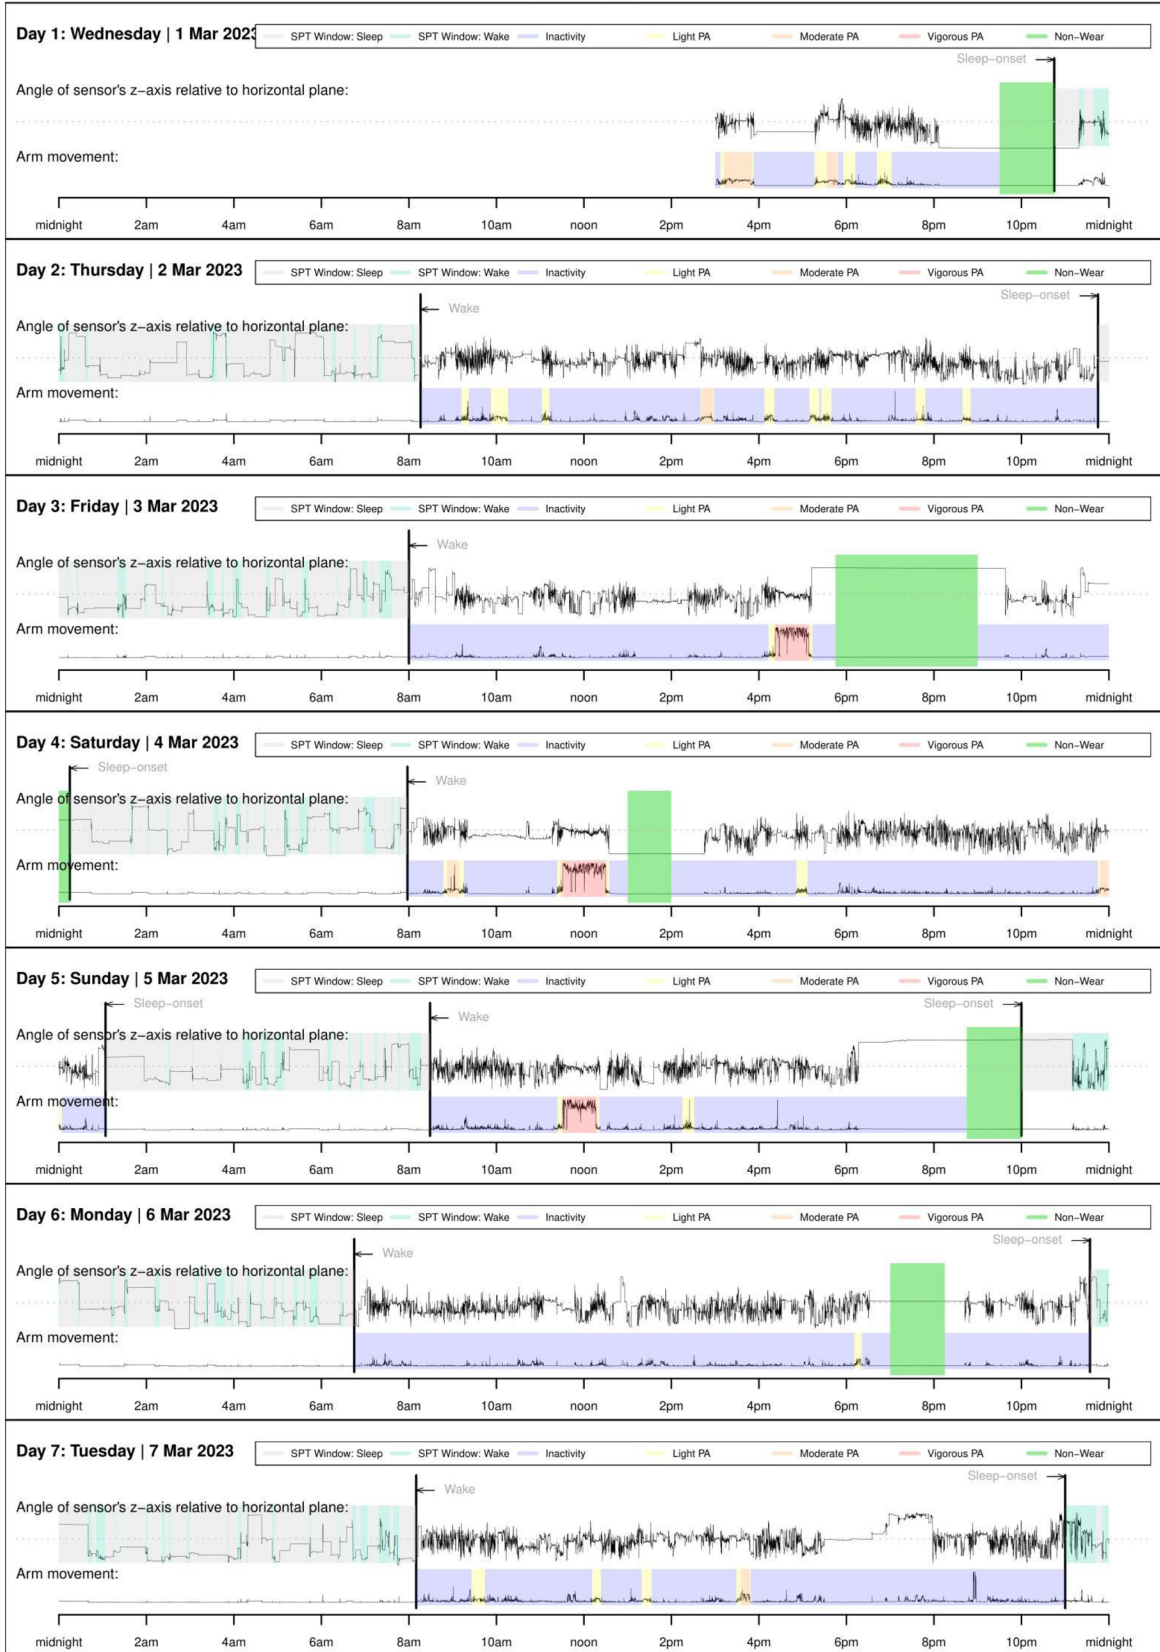 Day 1: Wednesday | 1 Mar 2023 SPT Window: Sleep SPT Window: Wake Inactivity Light PA Moderate PA Vigorous PA Non−Wear
Sleep−onset
Angle of sensor's z−axis relative to horizontal plane:
Arm movement:
midnight 2am 4am 6am 8am 10am noon 2pm 4pm 6pm 8pm 10pm midnight
Day 2: Thursday | 2 Mar 2023 SPT Window: Sleep SPT Window: Wake Inactivity Light PA Moderate PA Vigorous PA Non−Wear
Wake Sleep−onset
Angle of sensor's z−axis relative to horizontal plane:
Arm movement:
midnight 2am 4am 6am 8am 10am noon 2pm 4pm 6pm 8pm 10pm midnight
Day 3: Friday | 3 Mar 2023 SPT Window: Sleep SPT Window: Wake Inactivity Light PA Moderate PA Vigorous PA Non−Wear
Wake
Angle of sensor's z−axis relative to horizontal plane:
Arm movement:
midnight 2am 4am 6am 8am 10am noon 2pm 4pm 6pm 8pm 10pm midnight
Day 4: Saturday | 4 Mar 2023 SPT Window: Sleep SPT Window: Wake Inactivity Light PA Moderate PA Vigorous PA Non−Wear
Sleep−onset Wake
Angle of sensor's z−axis relative to horizontal plane:
Arm movement:
midnight 2am 4am 6am 8am 10am noon 2pm 4pm 6pm 8pm 10pm midnight
Day 5: Sunday | 5 Mar 2023 SPT Window: Sleep SPT Window: Wake Inactivity Light PA Moderate PA Vigorous PA Non−Wear
Sleep−onset Wake Sleep−onset
Angle of sensor's z−axis relative to horizontal plane:
Arm movement:
midnight 2am 4am 6am 8am 10am noon 2pm 4pm 6pm 8pm 10pm midnight
Day 6: Monday | 6 Mar 2023 SPT Window: Sleep SPT Window: Wake Inactivity Light PA Moderate PA Vigorous PA Non−Wear
Wake Sleep−onset
Angle of sensor's z−axis relative to horizontal plane:
Arm movement:
midnight 2am 4am 6am 8am 10am noon 2pm 4pm 6pm 8pm 10pm midnight
Day 7: Tuesday | 7 Mar 2023 SPT Window: Sleep SPT Window: Wake Inactivity Light PA Moderate PA Vigorous PA Non−Wear
Wake Sleep−onset
Angle of sensor's z−axis relative to horizontal plane:
Arm movement:
midnight 2am 4am 6am 8am 10am noon 2pm 4pm 6pm 8pm 10pm midnight